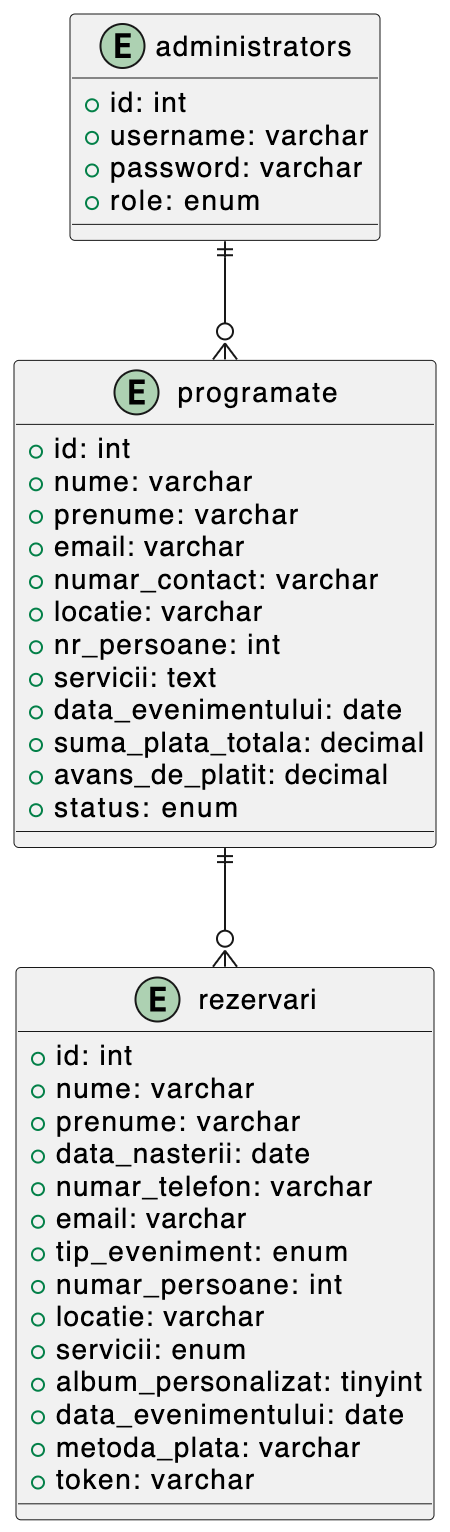 E administrators
id: int
username: varchar
password: varchar
role: enum
E programate
id: int
nume: varchar
prenume: varchar
email: varchar
numar_contact: varchar
locatie: varchar
nr_persoane: int
servicii: text
data_evenimentului: date
suma_plata_totala: decimal
avans_de_platit: decimal
status: enum
E rezervari
id: int
nume: varchar
prenume: varchar
data_nasterii: date
numar_telefon: varchar
email: varchar
tip_eveniment: enum
numar_persoane: int
locatie: varchar
servicii: enum
album_personalizat: tinyint
data_evenimentului: date
metoda_plata: varchar
token: varchar